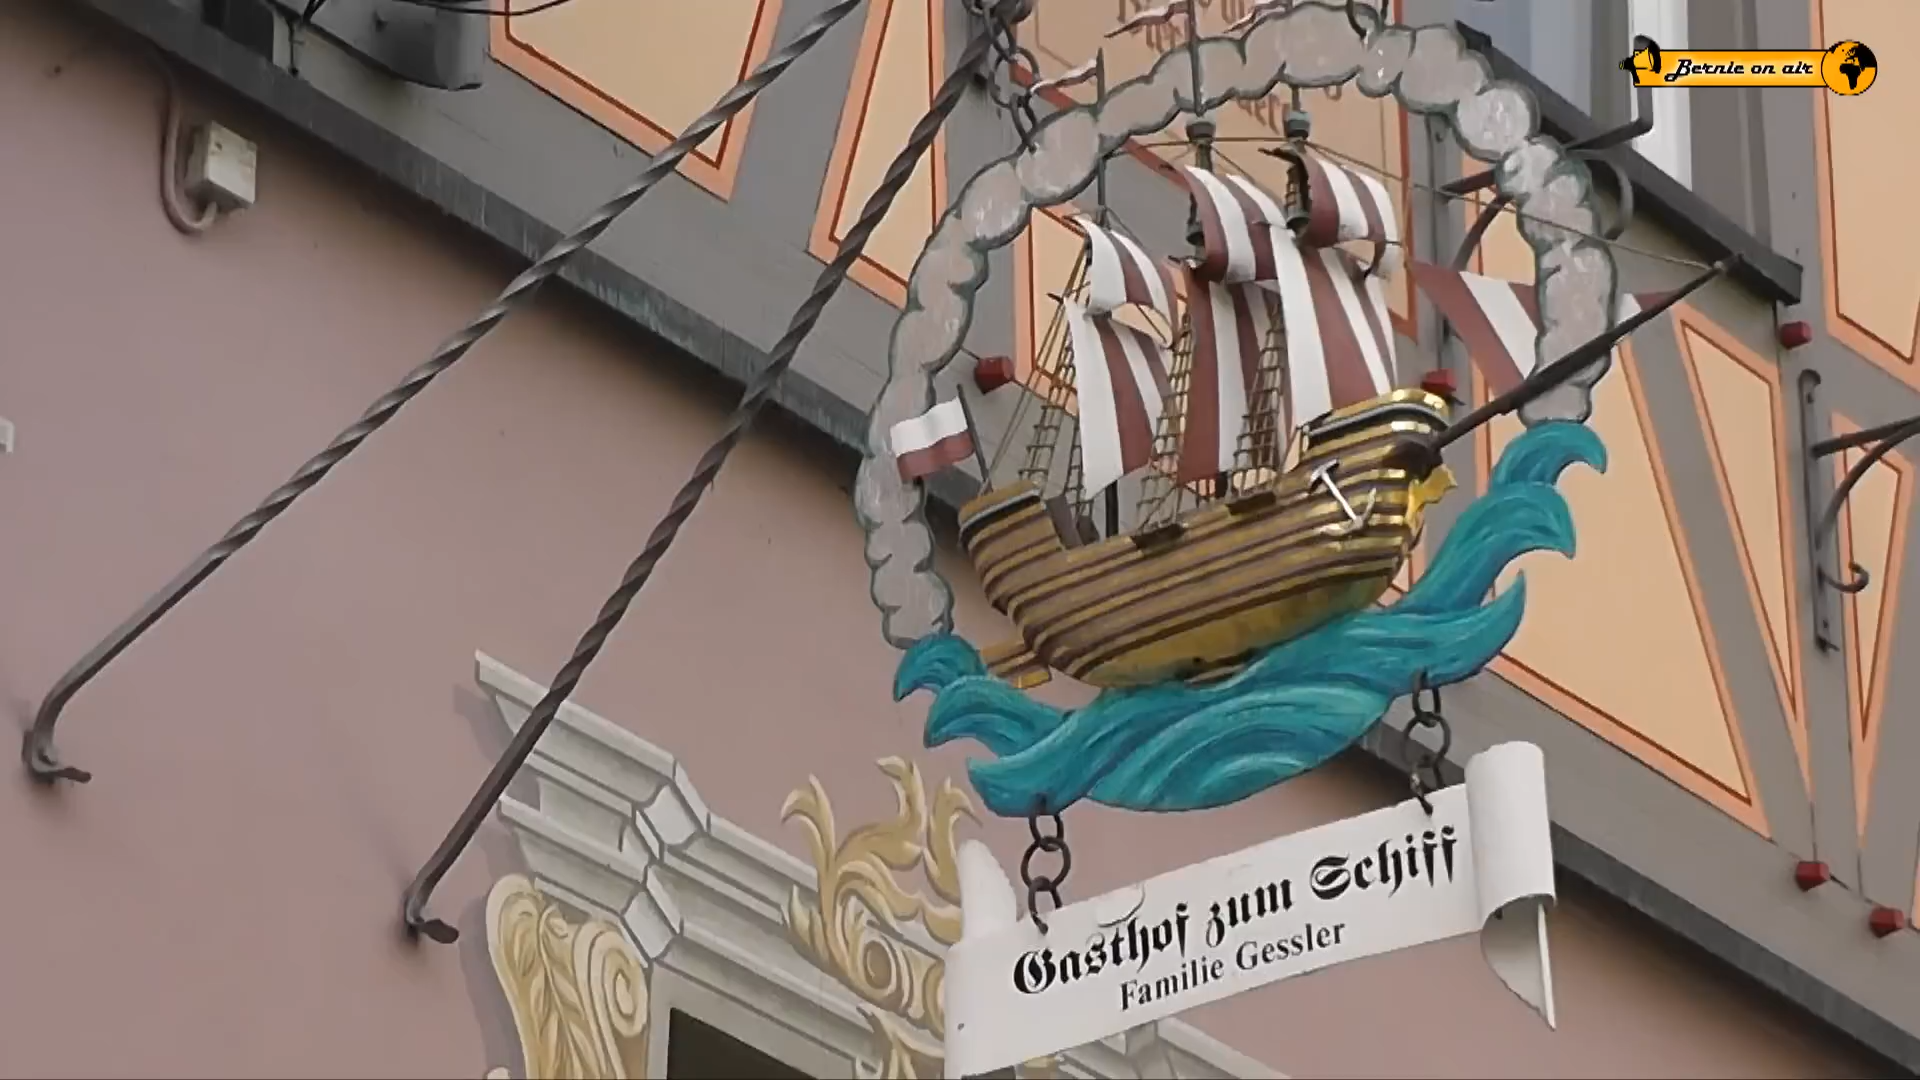 Bernie on air
Gasthof zum Schiff
Familie Gessler